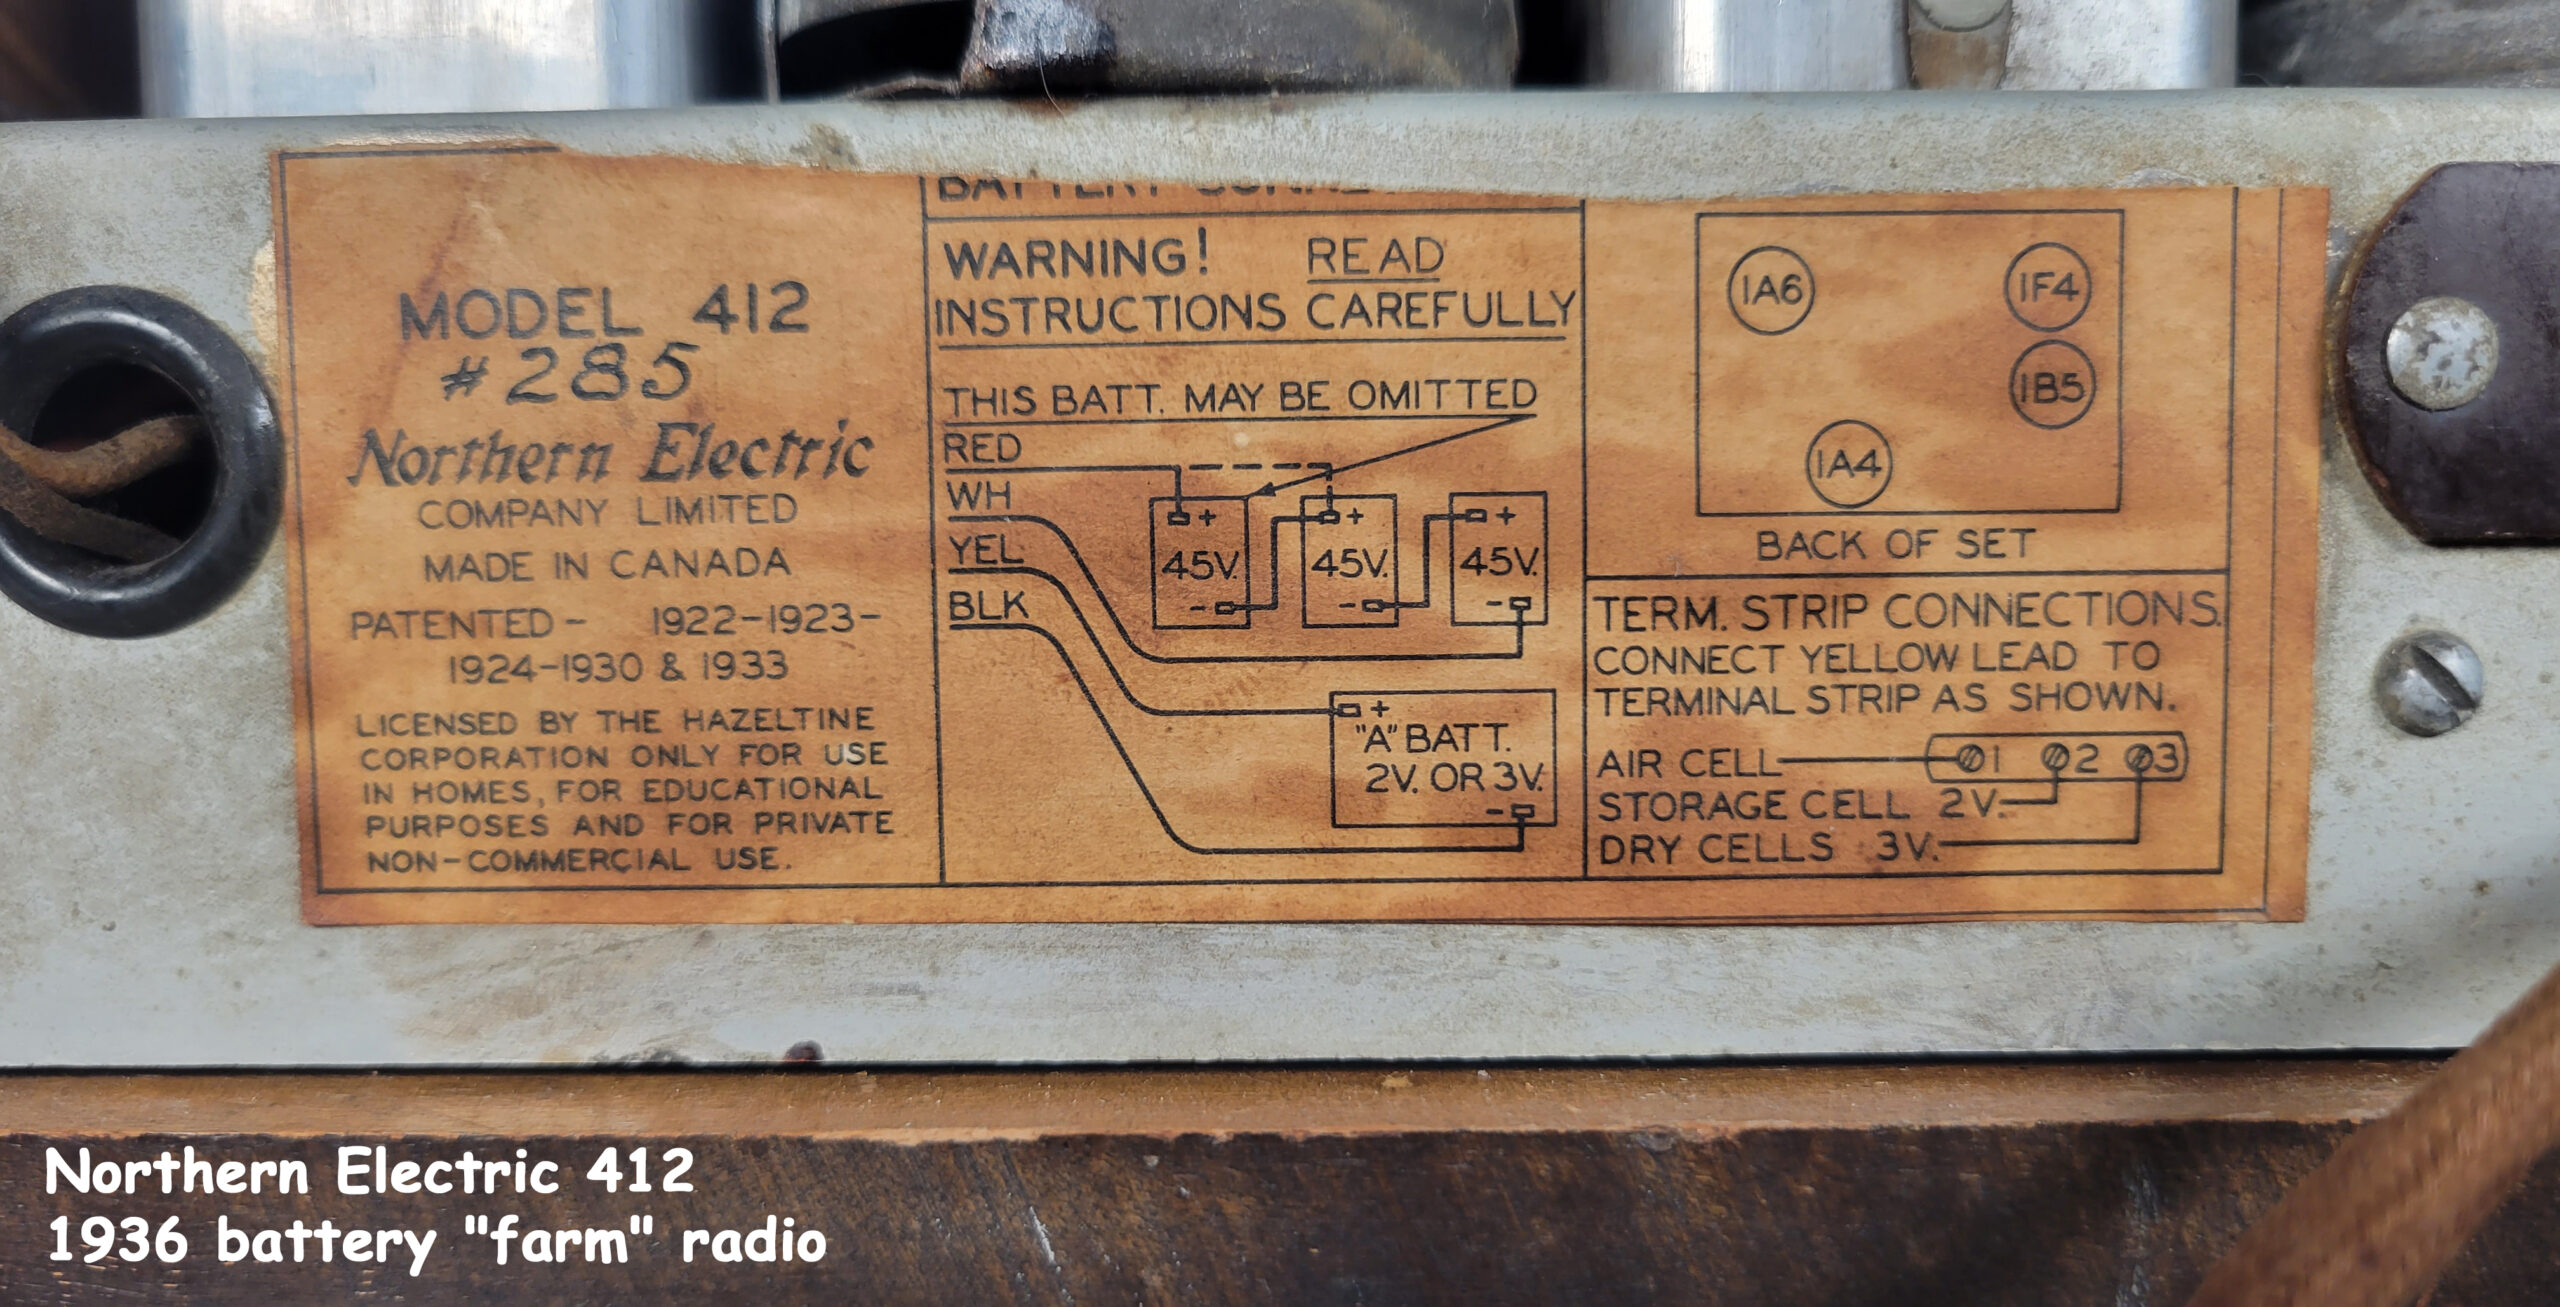 MODEL 412
#285
Northern Electric
COMPANY LIMITED
MADE IN CANADA
PATENTED- 1922-1923-
1924-1930 & 1933
LICENSED BY THE HAZELTINE
CORPORATION ONLY FOR USE
IN HOMES, FOR EDUCATIONAL
PURPOSES AND FOR PRIVATE
NON-COMMERCIAL USE.
BATTERY
WARNING! READ
INSTRUCTIONS CAREFULLY
THIS BATT. MAY BE OMITTED
RED
WH
YEL
BLK
+ + +
45V. 45V. 45V.
- - -
+
"A" BATT.
2V. OR 3V.
-
1A6 1F4
1B5
1A4
BACK OF SET
TERM. STRIP CONNECTIONS.
CONNECT YELLOW LEAD TO
TERMINAL STRIP AS SHOWN.
AIR CELL 1 2 3
STORAGE CELL 2V.
DRY CELLS 3V.
Northern Electric 412
1936 battery "farm" radio